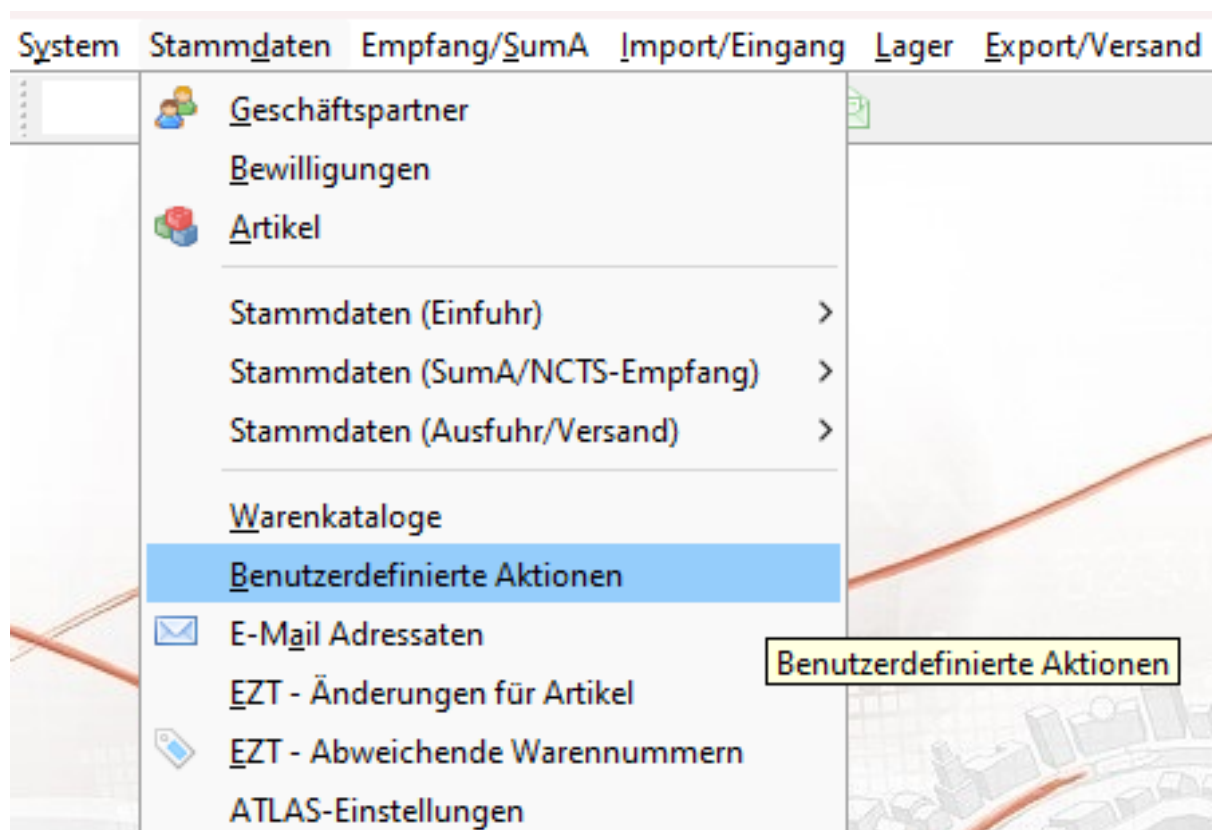 System Stammdaten Empfang/SumA Import/Eingang Lager Export/Versand
Geschäftspartner
Bewilligungen
Artikel
Stammdaten (Einfuhr)
Stammdaten (SumA/NCTS-Empfang)
Stammdaten (Ausfuhr/Versand)
Warenkataloge
Benutzerdefinierte Aktionen
E-Mail Adressaten
Benutzerdefinierte Aktionen
EZT - Änderungen für Artikel
EZT - Abweichende Warennummern
ATLAS-Einstellungen